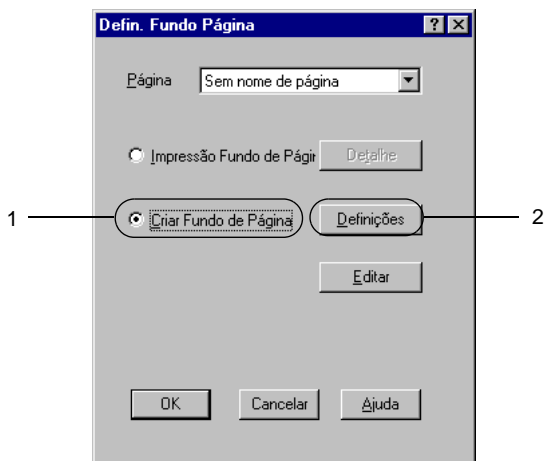 Defin. Fundo Página
Página Sem nome de página
Impressão Fundo de Págir Detalhe
1 Criar Fundo de Página Definições 2
Editar
OK Cancelar Ajuda